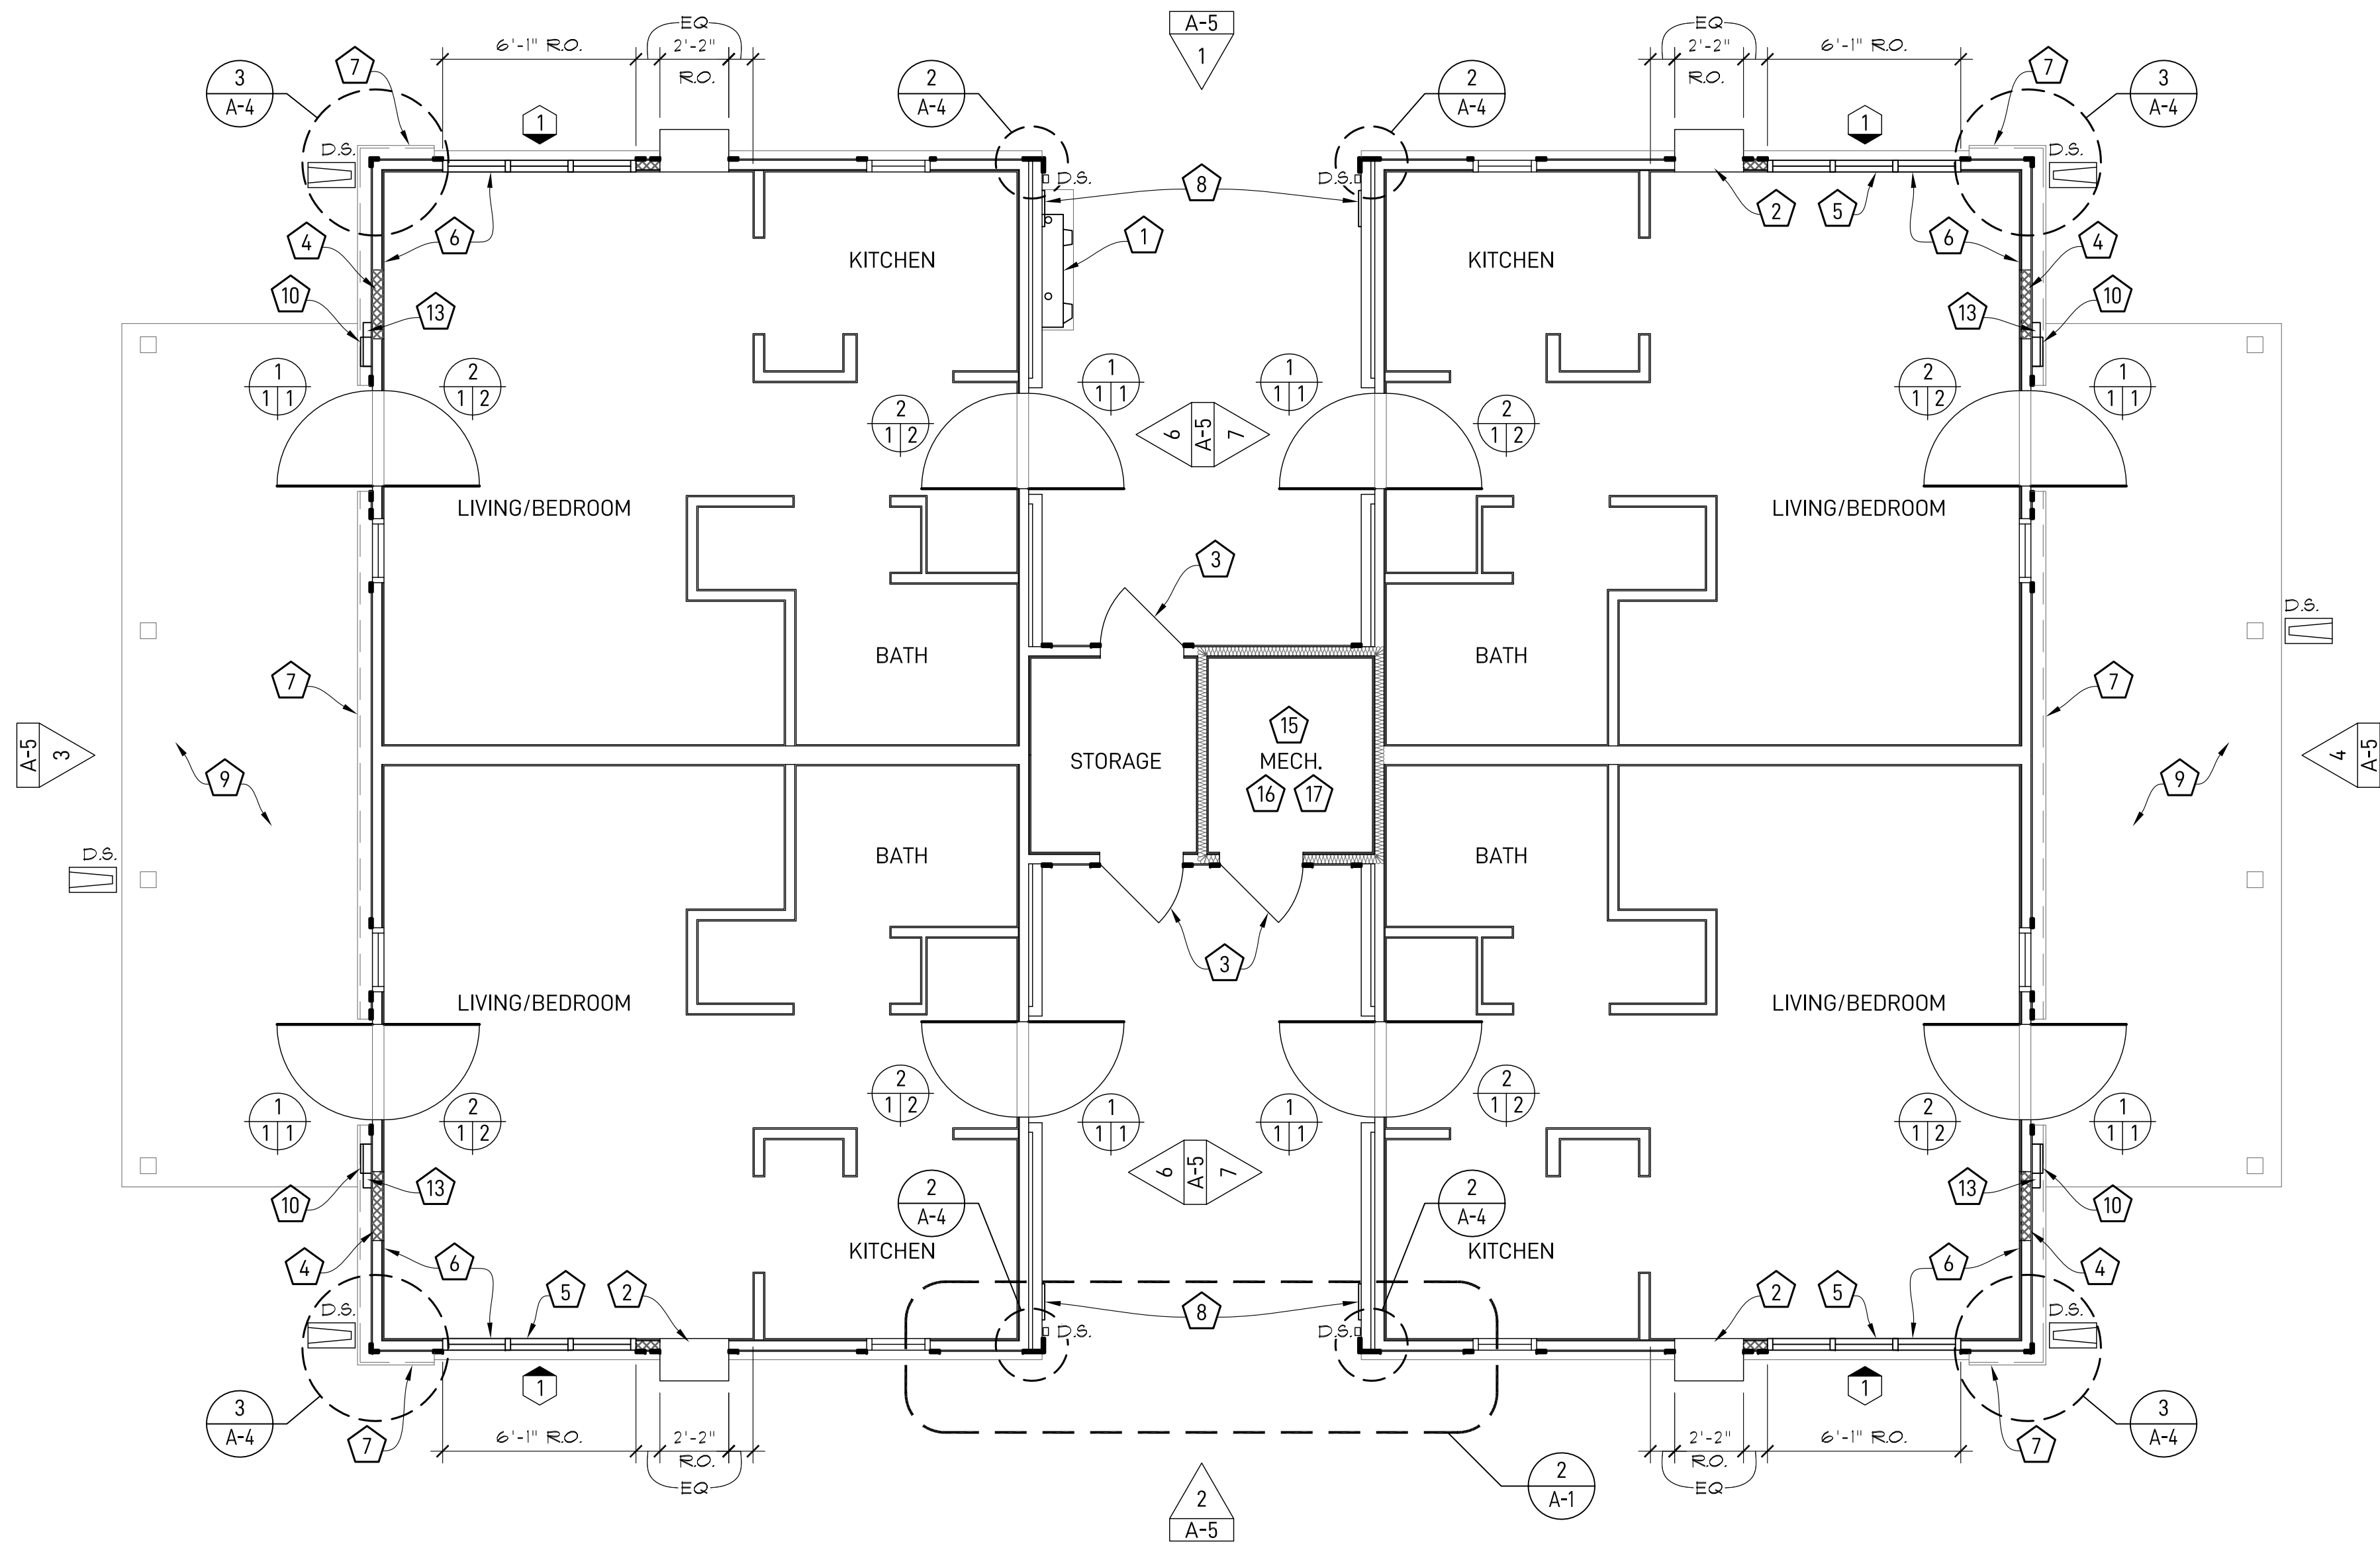 EQ
A-5
EQ
6'-1" R.O.
2'-2"
2'-2"
6'-1" R.O.
1
7
7
3
2
2
3
R.O.
R.O.
A-4
A-4
A-4
A-4
1
1
D.S.
D.S.
D.S.
D.S.
8
2
5
4
6
1
6
4
KITCHEN
KITCHEN
10
13
13
10
1
2
1
1
2
1
1 1
1 2
1 1
1 1
1 2
1 1
2
2
1 2
6 A-5 7
1 2
LIVING/BEDROOM
LIVING/BEDROOM
3
D.S.
BATH
BATH
7
7
15
A-5 3
STORAGE
MECH.
4 A-5
9
16
17
9
D.S.
BATH
BATH
3
LIVING/BEDROOM
LIVING/BEDROOM
2
2
1 2
1 2
1
2
1
1
2
1
1 1
1 2
1 1
1 1
1 2
1 1
6 A-5 7
13
2
2
13
10
10
A-4
A-4
KITCHEN
KITCHEN
4
6
6
4
5
2
2
5
8
D.S.
D.S.
D.S.
D.S.
1
1
3
3
A-4
A-4
6'-1" R.O.
2'-2"
2'-2"
6'-1" R.O.
7
7
R.O.
R.O.
EQ
EQ
2
2
A-1
A-5